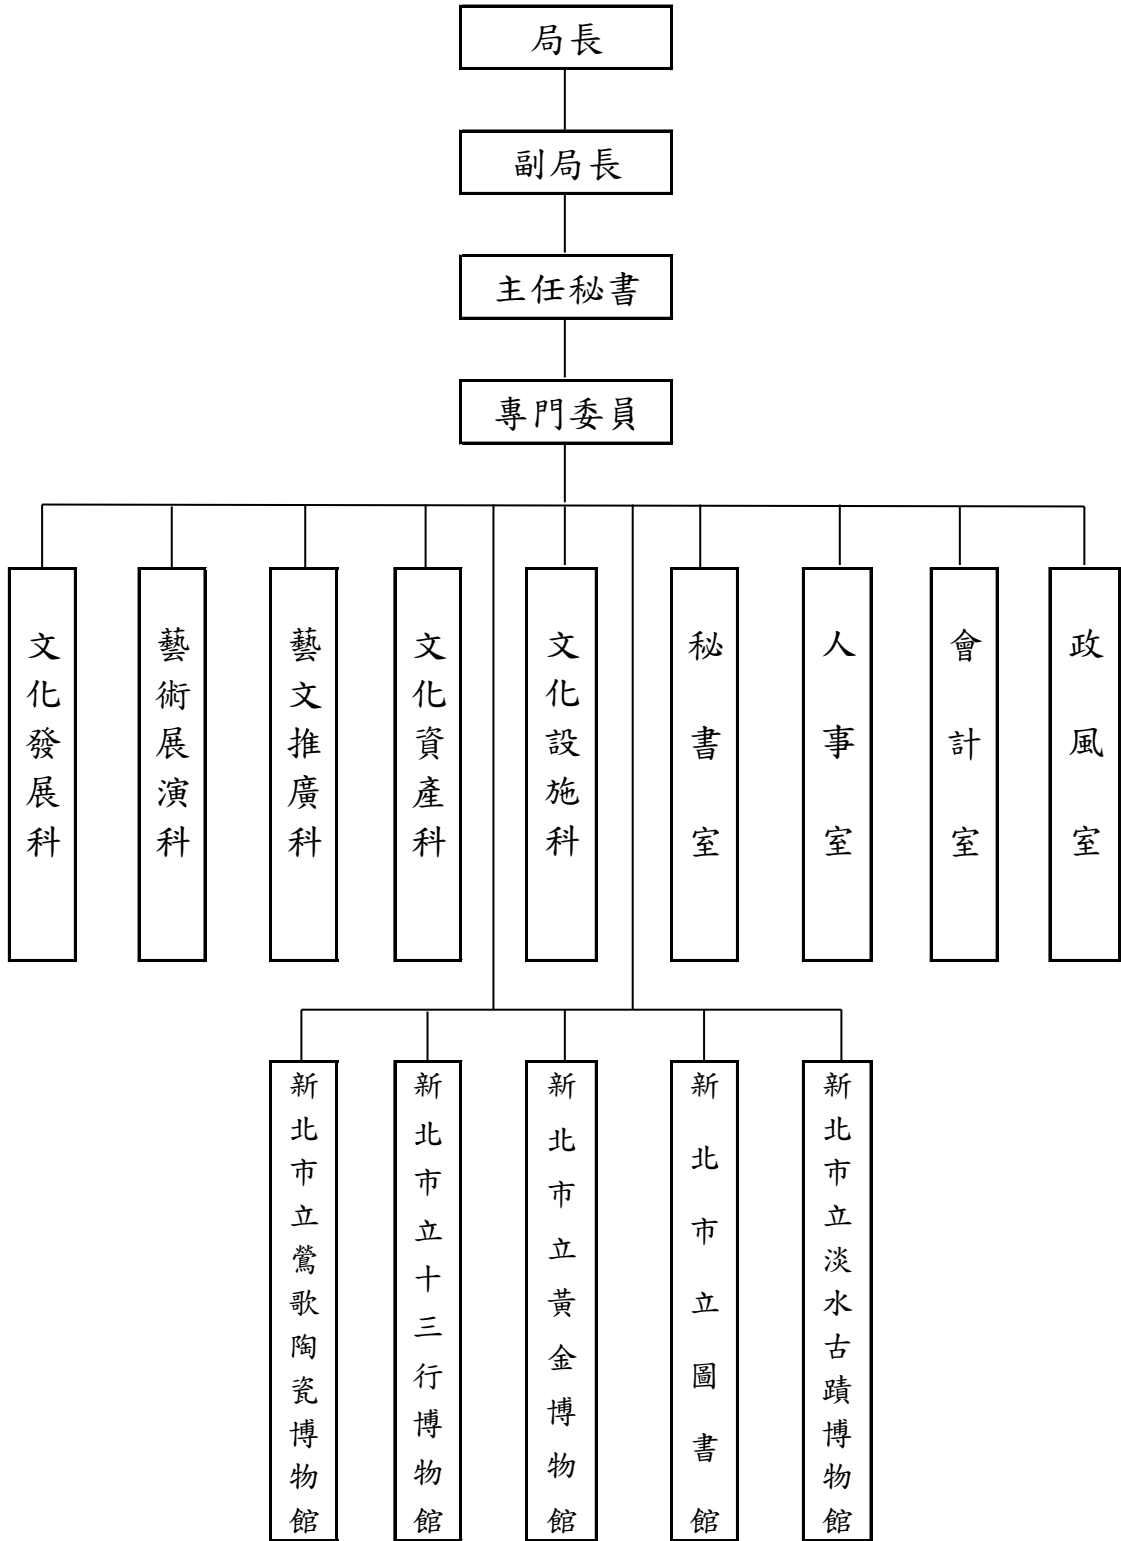 局長
副局長
主任秘書
專門委員
文化發展科
藝術展演科
藝文推廣科
文化資產科
文化設施科
秘書室
人事室
會計室
政風室
新北市立鶯歌陶瓷博物館
新北市立十三行博物館
新北市立黃金博物館
新北市立圖書館
新北市立淡水古蹟博物館